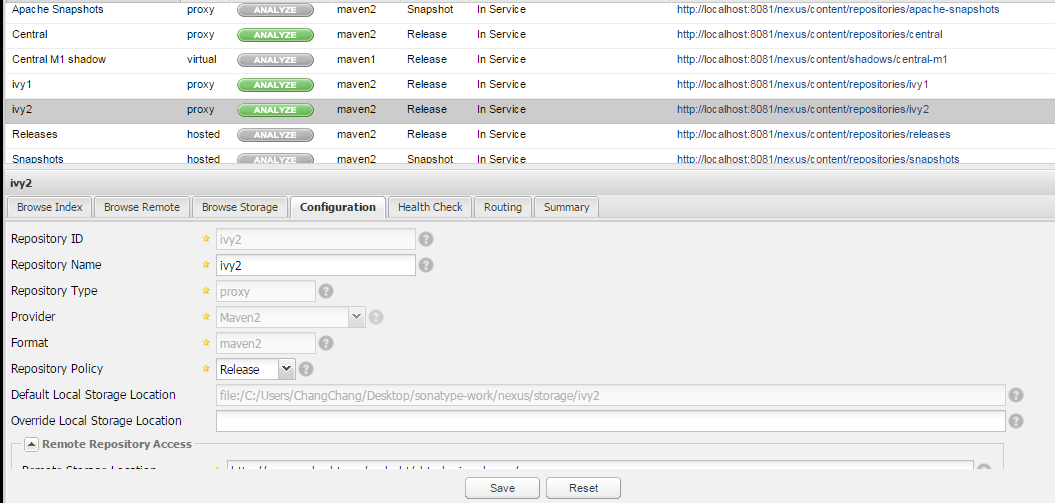 Apache Snapshots proxy ANALYZE maven2 Snapshot In Service http://localhost:8081/nexus/content/repositories/apache-snapshots
Central proxy ANALYZE maven2 Release In Service http://localhost:8081/nexus/content/repositories/central
Central M1 shadow virtual ANALYZE maven1 Release In Service http://localhost:8081/nexus/content/shadows/central-m1
ivy1 proxy ANALYZE maven2 Release In Service http://localhost:8081/nexus/content/repositories/ivy1
ivy2 proxy ANALYZE maven2 Release In Service http://localhost:8081/nexus/content/repositories/ivy2
Releases hosted ANALYZE maven2 Release In Service http://localhost:8081/nexus/content/repositories/releases
Snapshots hosted ANALYZE maven2 Snapshot In Service http://localhost:8081/nexus/content/repositories/snapshots
ivy2
Browse Index Browse Remote Browse Storage Configuration Health Check Routing Summary
Repository ID ivy2 ?
Repository Name ivy2 ?
Repository Type proxy ?
Provider Maven2 ?
Format maven2 ?
Repository Policy Release ?
Default Local Storage Location file:/C:/Users/ChangChang/Desktop/sonatype-work/nexus/storage/ivy2 ?
Override Local Storage Location ?
Remote Repository Access
Remote Storage Location
Save Reset